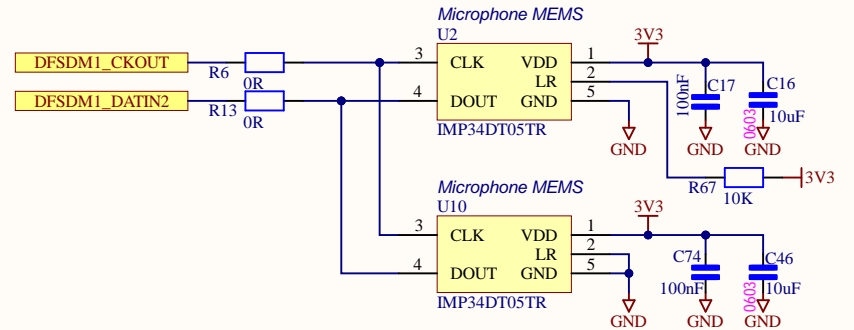 Microphone MEMS
U2
3V3
DFSDM1_CKOUT
R6
0R
3 CLK VDD 1
LR 2
DFSDM1_DATIN2
R13
0R
4 DOUT GND 5
IMP34DT05TR
100nF
C17
C16
0603
10uF
GND
GND
GND
R67
10K
3V3
Microphone MEMS
U10
3V3
3 CLK VDD 1
LR 2
4 DOUT GND 5
IMP34DT05TR
C74
100nF
C46
0603
10uF
GND
GND
GND